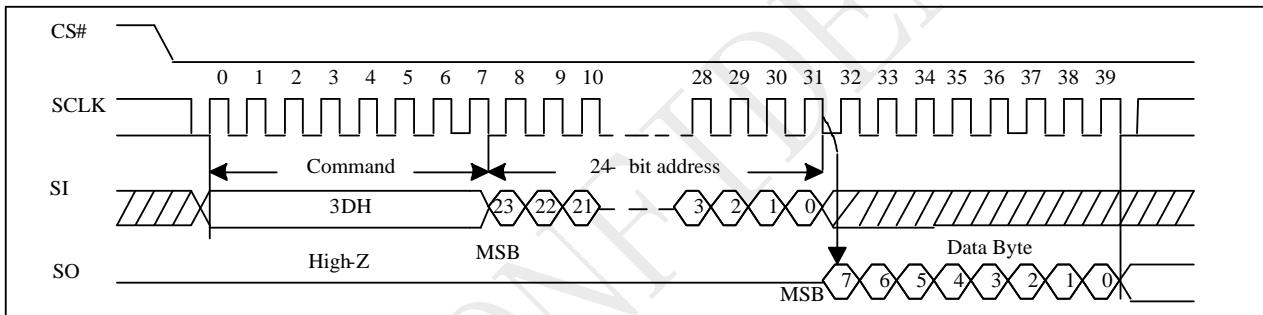 CS#
0 1 2 3 4 5 6 7 8 9 10 28 29 30 31 32 33 34 35 36 37 38 39
SCLK
Command 24- bit address
SI
3DH 23 22 21 3 2 1 0
High-Z MSB Data Byte
SO
MSB 7 6 5 4 3 2 1 0
CONFIDEN